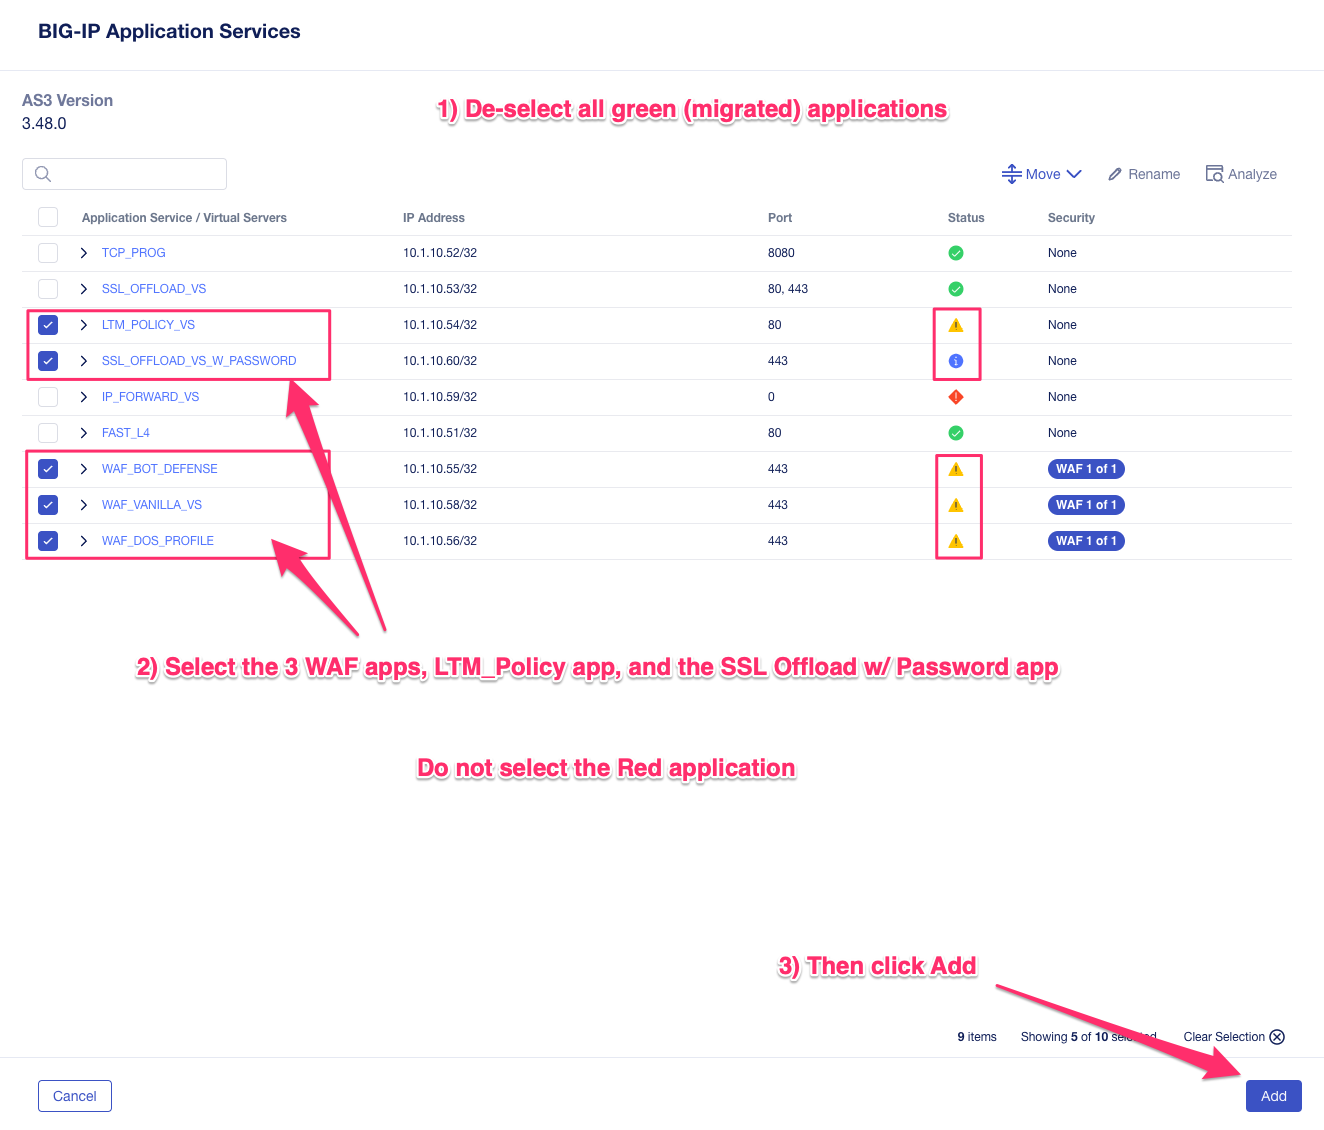 BIG-IP Application Services
AS3 Version
3.48.0
1) De-select all green (migrated) applications
Move Rename Analyze
Application Service / Virtual Servers IP Address Port Status Security
TCP_PROG 10.1.10.52/32 8080 None
SSL_OFFLOAD_VS 10.1.10.53/32 80, 443 None
LTM_POLICY_VS 10.1.10.54/32 80 None
SSL_OFFLOAD_VS_W_PASSWORD 10.1.10.60/32 443 None
IP_FORWARD_VS 10.1.10.59/32 0 None
FAST_L4 10.1.10.51/32 80 None
WAF_BOT_DEFENSE 10.1.10.55/32 443 WAF 1 of 1
WAF_VANILLA_VS 10.1.10.58/32 443 WAF 1 of 1
WAF_DOS_PROFILE 10.1.10.56/32 443 WAF 1 of 1
2) Select the 3 WAF apps, LTM_Policy app, and the SSL Offload w/ Password app
Do not select the Red application
3) Then click Add
9 items Showing 5 of 10 selected Clear Selection
Cancel Add